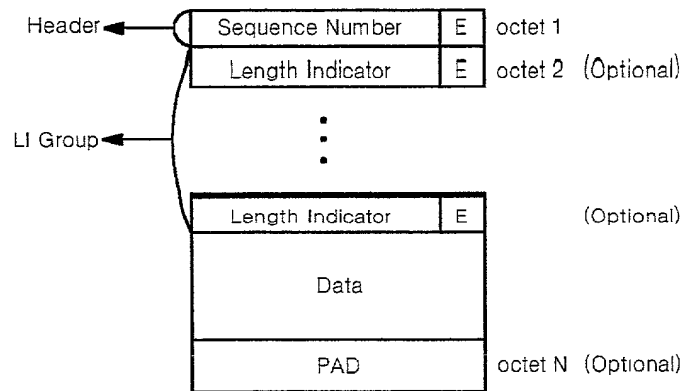 Header Sequence Number E octet 1
Length Indicator E octet 2 (Optional)
LI Group
Length Indicator E (Optional)
Data
PAD octet N (Optional)